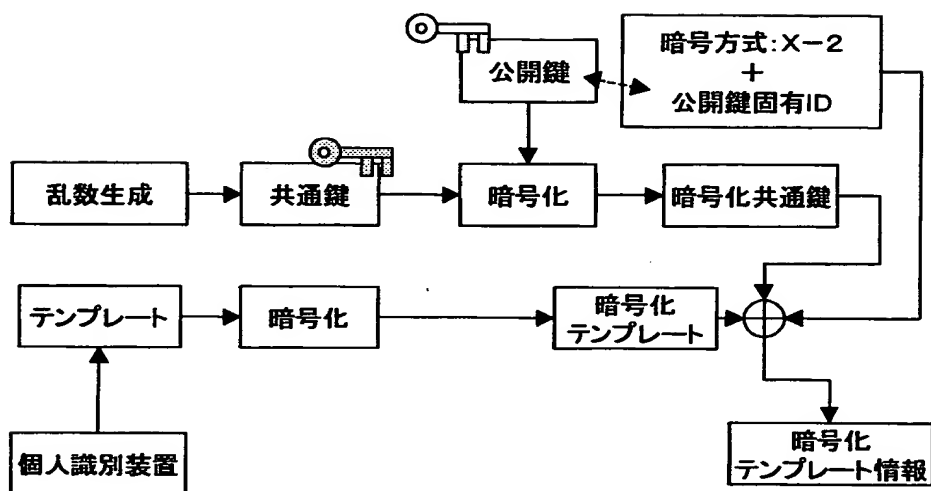 公開鍵
暗号方式:X-2
+
公開鍵固有ID
乱数生成
共通鍵
暗号化
暗号化共通鍵
テンプレート
暗号化
暗号化
テンプレート
個人識別装置
暗号化
テンプレート情報